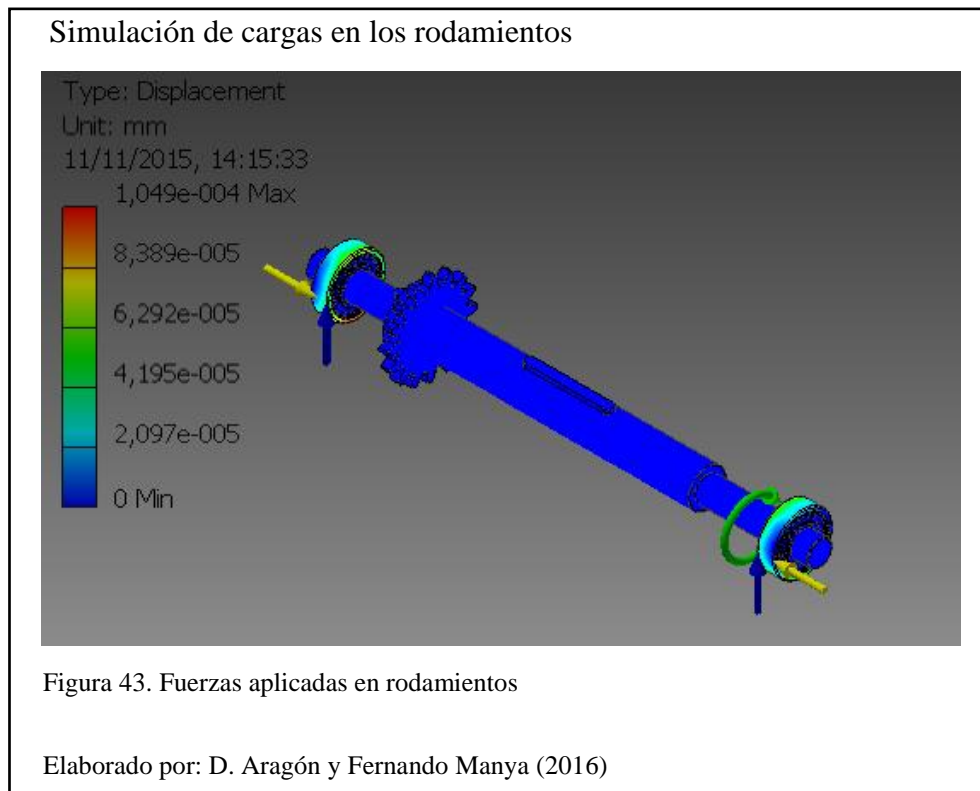 Simulación de cargas en los rodamientos
Type: Displacement
Unit: mm
11/11/2015, 14:15:33
1,049e-004 Max
8,389e-005
6,292e-005
4,195e-005
2,097e-005
0 Min
Figura 43. Fuerzas aplicadas en rodamientos
Elaborado por: D. Aragón y Fernando Manya (2016)